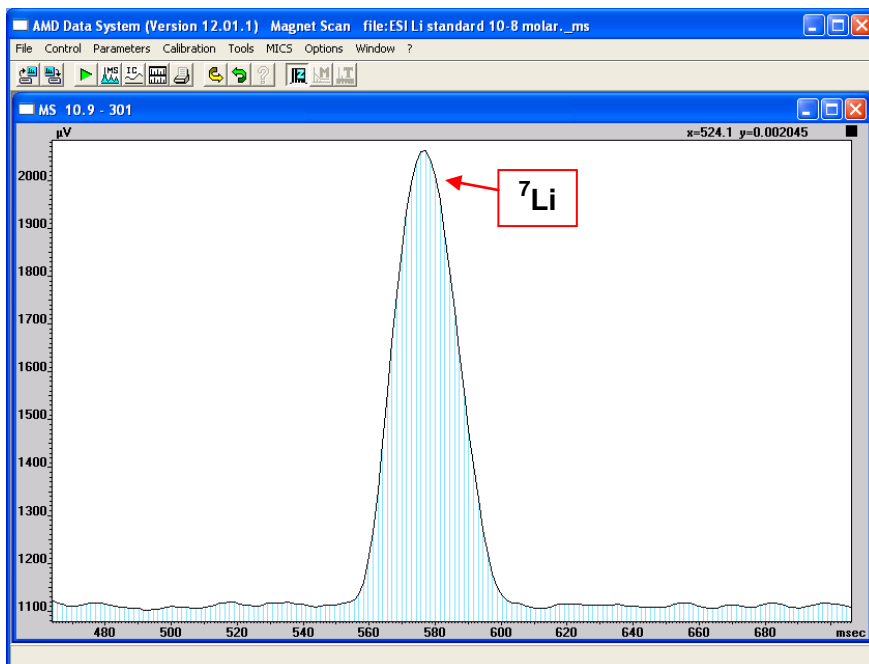 AMD Data System (Version 12.01.1) Magnet Scan file:ESI Li standard 10-8 molar._ms
File Control Parameters Calibration Tools MICS Options Window ?
MS IC
MS 10.9 - 301
µV
x=524.1 y=0.002045
2000
⁷Li
1900
1800
1700
1600
1500
1400
1300
1200
1100
480 500 520 540 560 580 600 620 640 660 680 msec